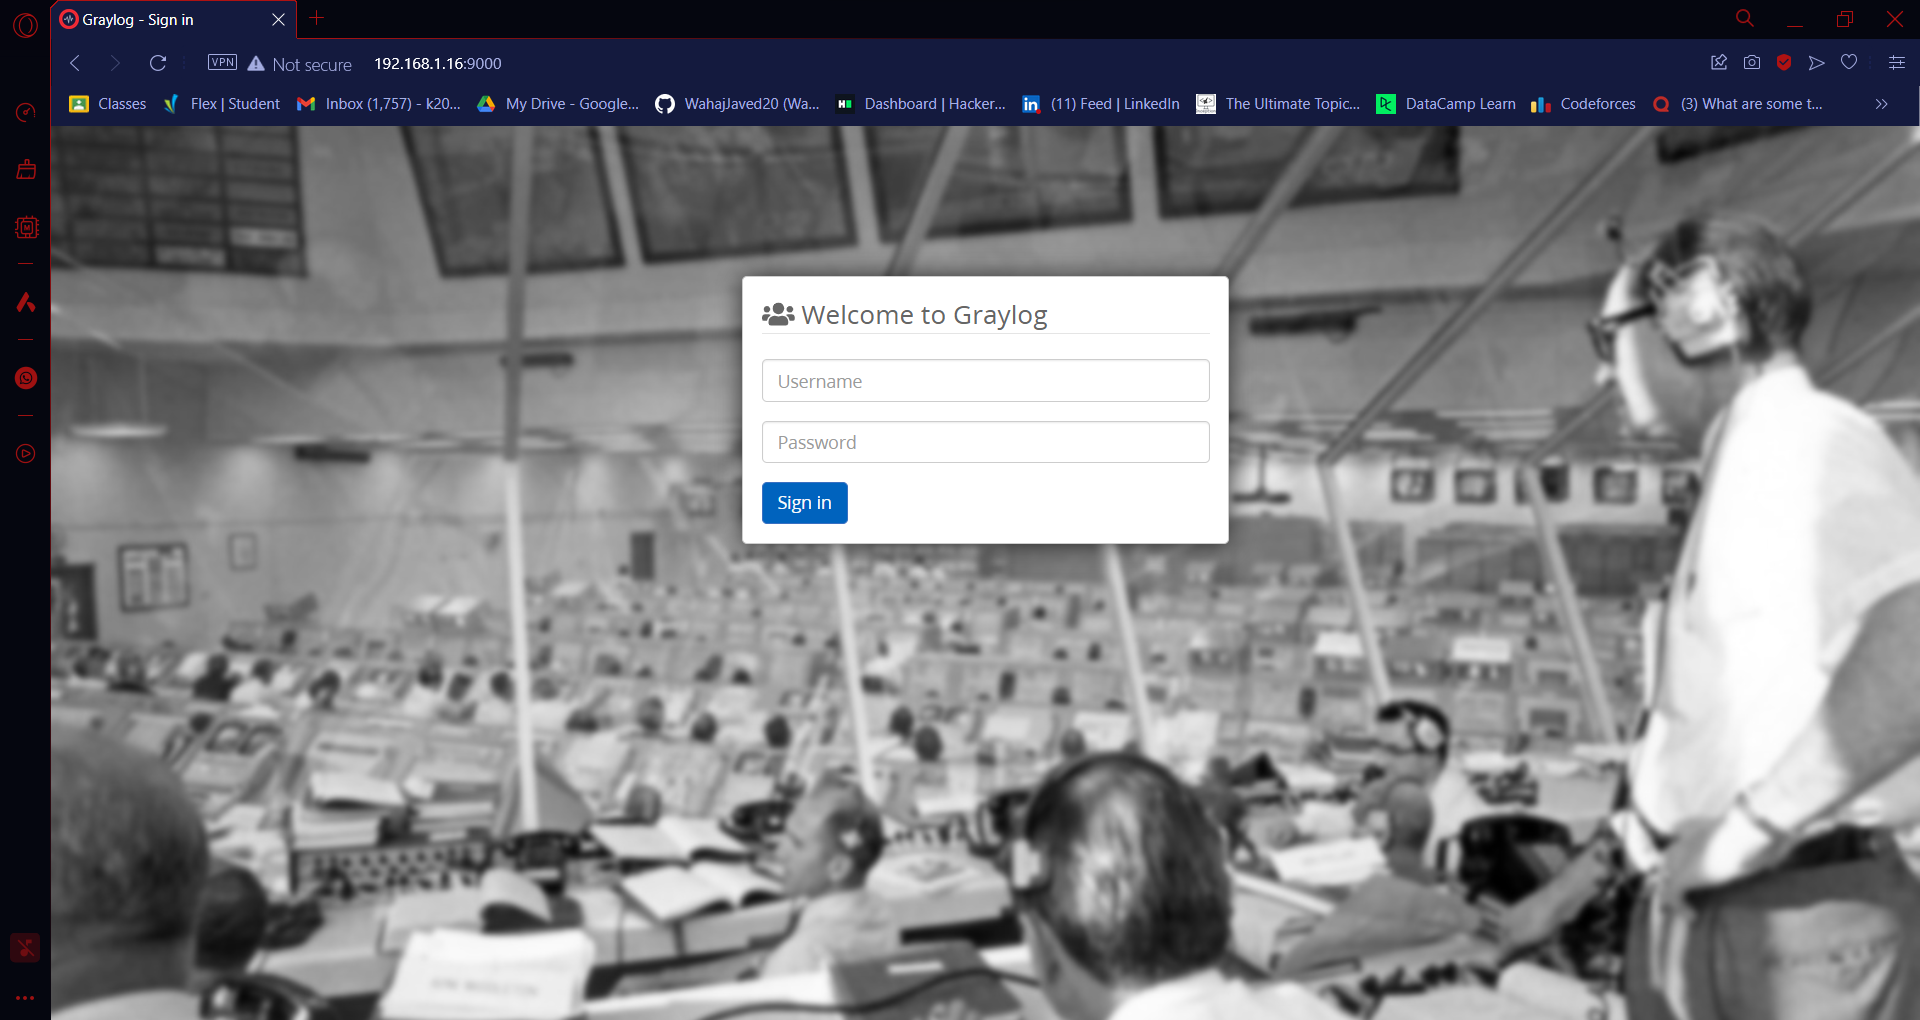 Graylog - Sign in
VPN Not secure 192.168.1.16:9000
Classes Flex | Student Inbox (1,757) - k20... My Drive - Google... WahajJaved20 (Wa... Dashboard | Hacker... (11) Feed | LinkedIn The Ultimate Topic... DataCamp Learn Codeforces (3) What are some t...
Welcome to Graylog
Username
Password
Sign in